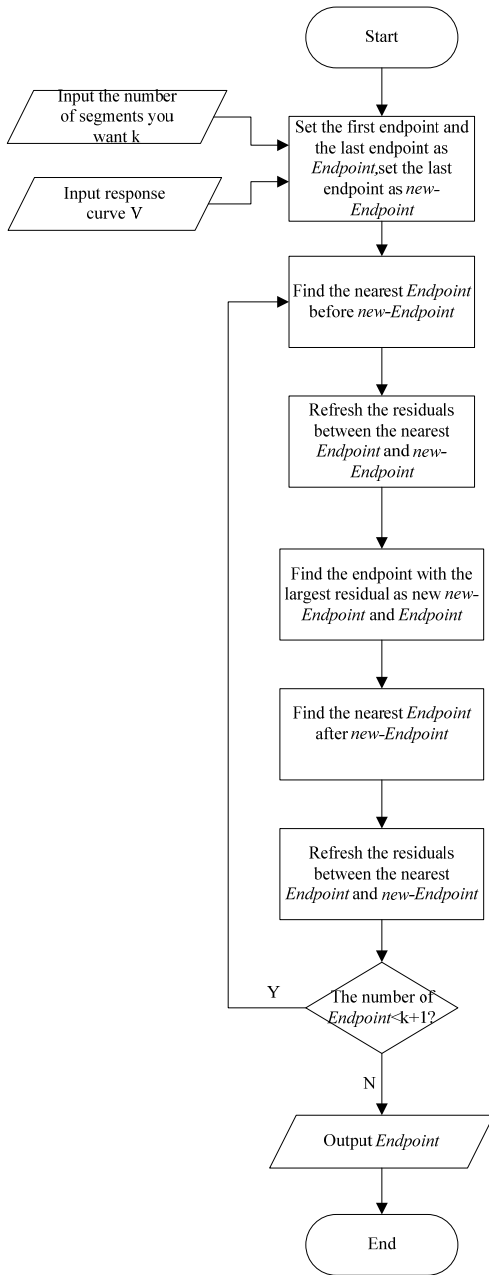 Start
Input the number
of segments you
want k
Input response
curve V
Set the first endpoint and
the last endpoint as
Endpoint,set the last
endpoint as new-
Endpoint
Find the nearest Endpoint
before new-Endpoint
Refresh the residuals
between the nearest
Endpoint and new-
Endpoint
Find the endpoint with the
largest residual as new new-
Endpoint and Endpoint
Find the nearest Endpoint
after new-Endpoint
Refresh the residuals
between the nearest
Endpoint and new-Endpoint
Y
The number of
Endpoint<k+1?
N
Output Endpoint
End